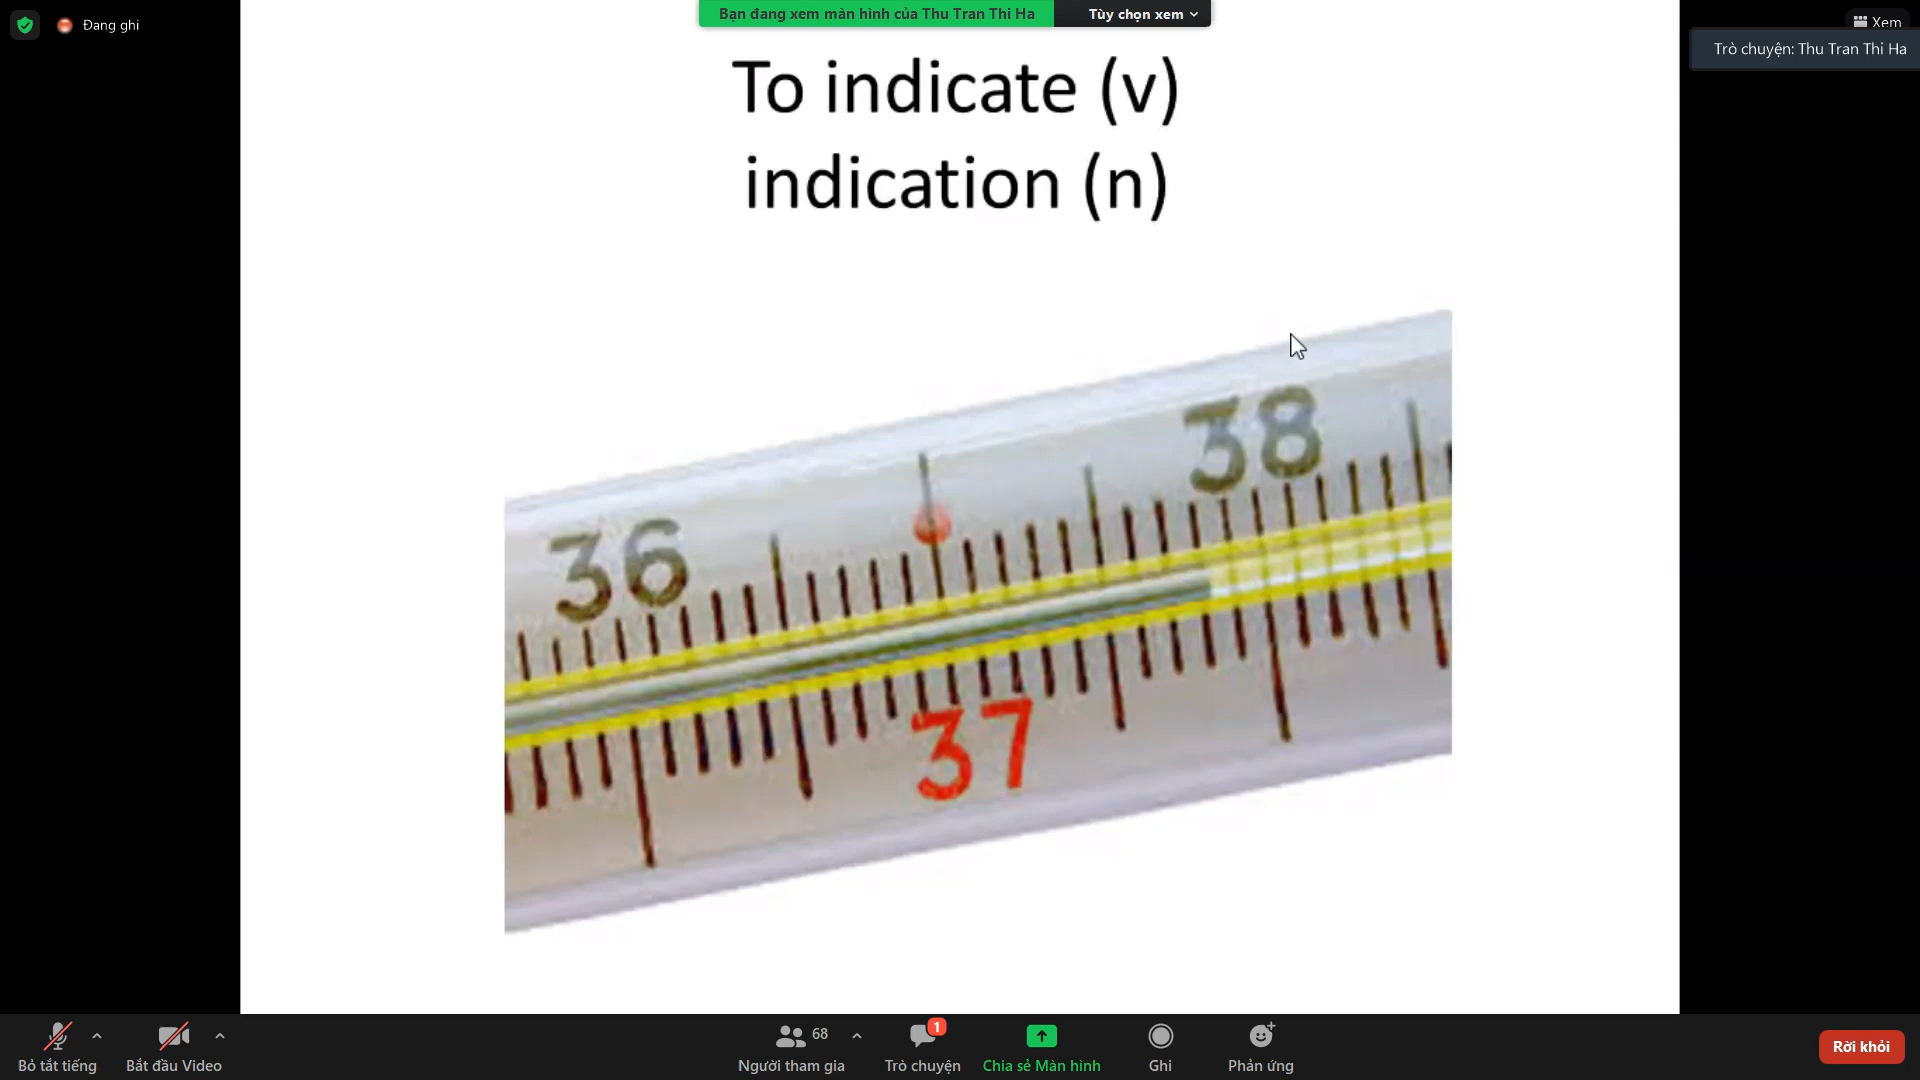 Đang ghi
Bạn đang xem màn hình của Thu Tran Thi Ha
Tùy chọn xem
Xem
Trò chuyện: Thu Tran Thi Ha
To indicate (v)
indication (n)
36
38
37
Bỏ tắt tiếng
Bắt đầu Video
68
Người tham gia
1
Trò chuyện
Chia sẻ Màn hình
Ghi
Phản ứng
Rời khỏi